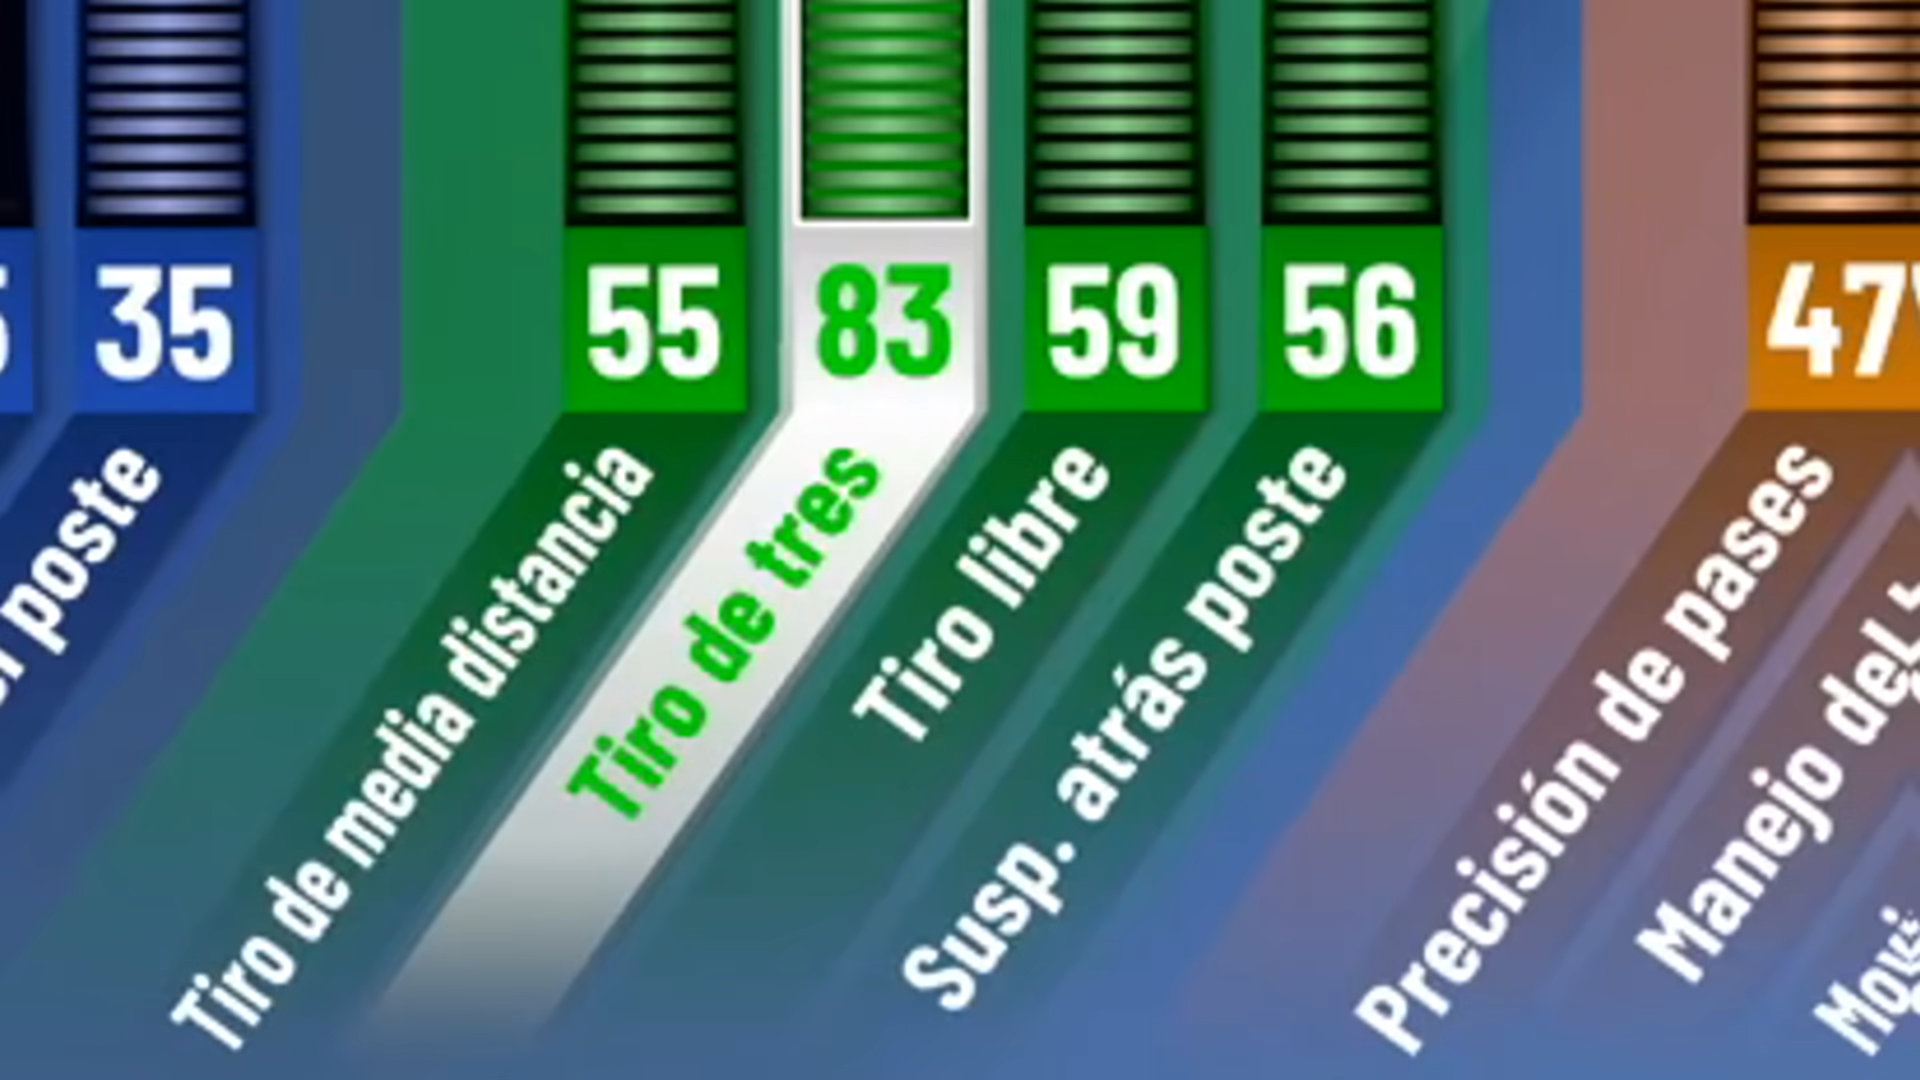 35
55
83
59
56
47
poste
Tiro de media distancia
Tiro de tres
Tiro libre
Susp. atrás poste
Precisión de pases
Manejo del